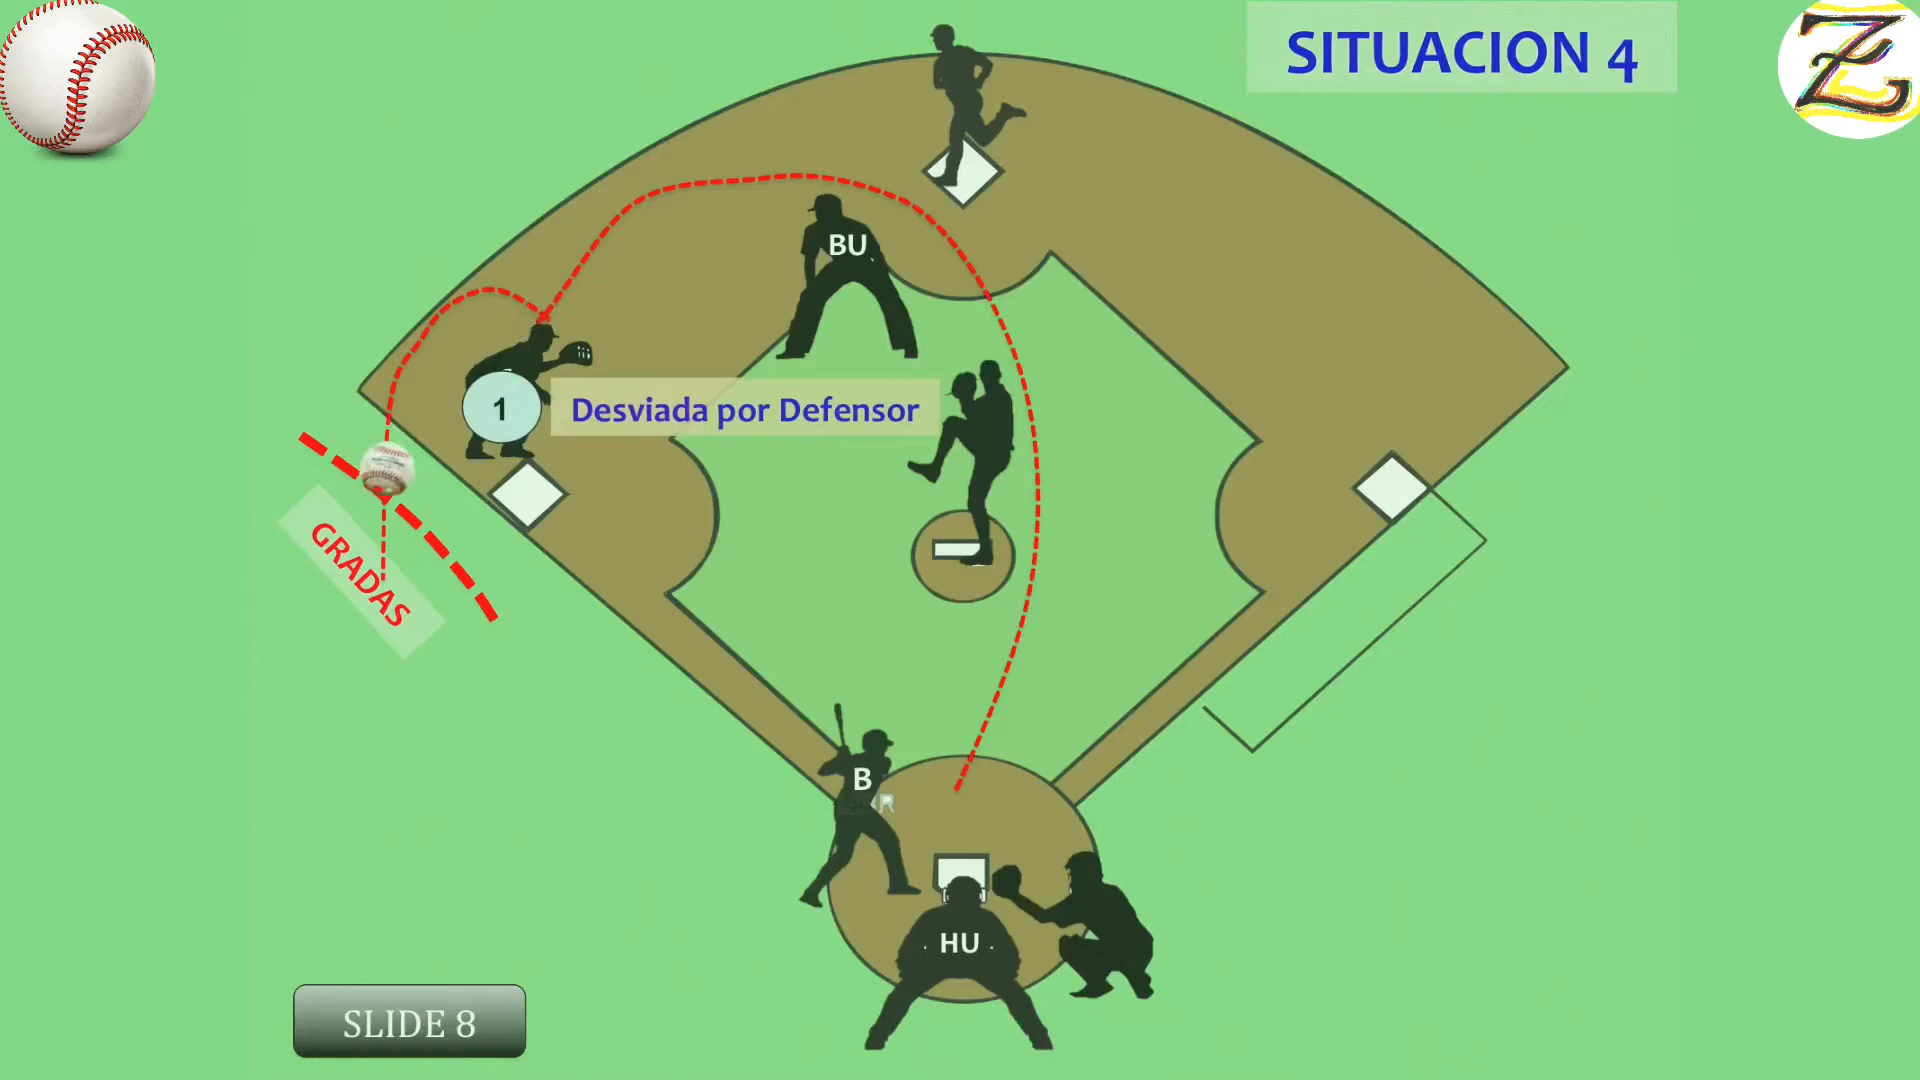 SITUACION 4
Z
BU
1
Desviada por Defensor
GRADAS
B
R
HU
SLIDE 8